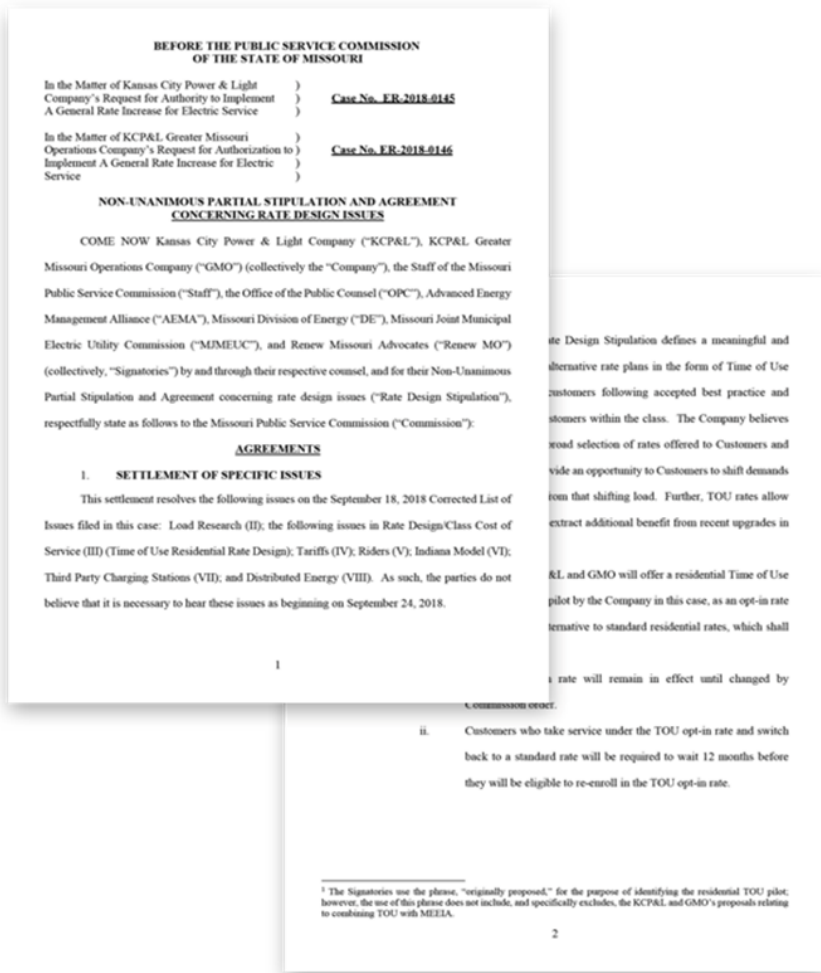 BEFORE THE PUBLIC SERVICE COMMISSION
OF THE STATE OF MISSOURI
In the Matter of Kansas City Power & Light )
Company's Request for Authority to Implement ) Case No. ER-2018-0145
A General Rate Increase for Electric Service )
In the Matter of KCP&L Greater Missouri )
Operations Company's Request for Authorization to ) Case No. ER-2018-0146
Implement A General Rate Increase for Electric )
Service )
NON-UNANIMOUS PARTIAL STIPULATION AND AGREEMENT
CONCERNING RATE DESIGN ISSUES
COME NOW Kansas City Power & Light Company ("KCP&L"), KCP&L Greater
Missouri Operations Company ("GMO") (collectively the "Company"), the Staff of the Missouri
Public Service Commission ("Staff"), the Office of the Public Counsel ("OPC"), Advanced Energy
Management Alliance ("AEMA"), Missouri Division of Energy ("DE"), Missouri Joint Municipal
Electric Utility Commission ("MJMEUC"), and Renew Missouri Advocates ("Renew MO")
(collectively, "Signatories") by and through their respective counsel, and for their Non-Unanimous
Partial Stipulation and Agreement concerning rate design issues ("Rate Design Stipulation"),
respectfully state as follows to the Missouri Public Service Commission ("Commission"):
AGREEMENTS
1. SETTLEMENT OF SPECIFIC ISSUES
This settlement resolves the following issues on the September 18, 2018 Corrected List of
Issues filed in this case: Load Research (II); the following issues in Rate Design/Class Cost of
Service (III) (Time of Use Residential Rate Design); Tariffs (IV); Riders (V); Indiana Model (VI);
Third Party Charging Stations (VII); and Distributed Energy (VIII). As such, the parties do not
believe that it is necessary to hear these issues as beginning on September 24, 2018.
1
Design Stipulation defines a meaningful and
rate plans in the form of Time of Use
customers following accepted best practice and
within the class. The Company believes
selection of rates offered to Customers and
an opportunity to Customers to shift demands
that shifting load. Further, TOU rates allow
extract additional benefit from recent upgrades in
and GMO will offer a residential Time of Use
pilot by the Company in this case, as an opt-in rate
to standard residential rates, which shall
rate will remain in effect until changed by
Commission order.
ii. Customers who take service under the TOU opt-in rate and switch
back to a standard rate will be required to wait 12 months before
they will be eligible to re-enroll in the TOU opt-in rate.
1 The Signatories use the phrase, "originally proposed," for the purpose of identifying the residential TOU pilot;
however, the use of this phrase does not include, and specifically excludes, the KCP&L and GMO's proposals relating
to combining TOU with MEEIA.
2